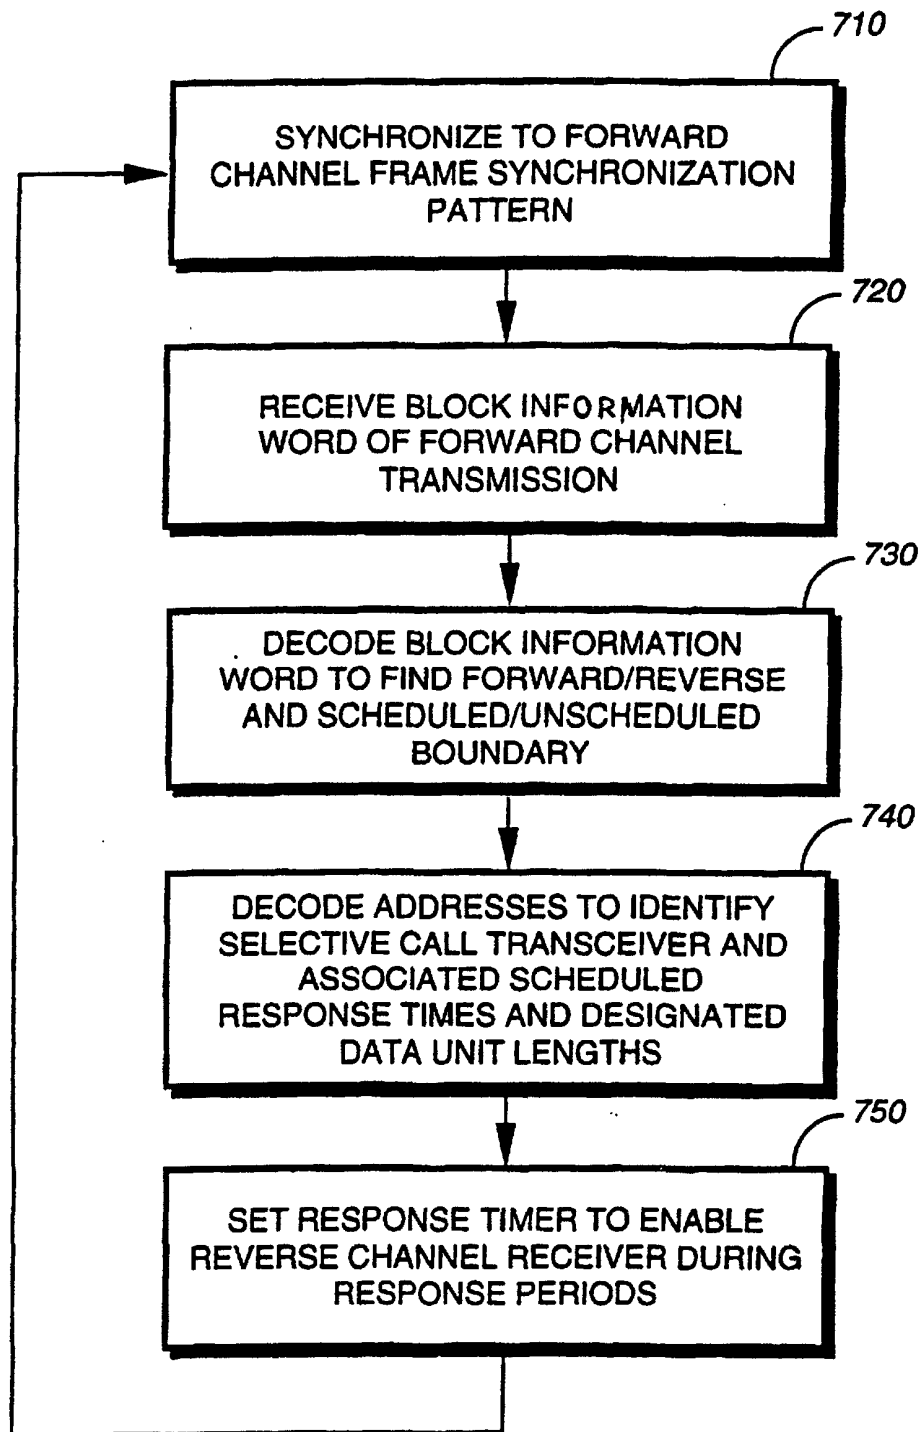 710
SYNCHRONIZE TO FORWARD
CHANNEL FRAME SYNCHRONIZATION
PATTERN
720
RECEIVE BLOCK INFORMATION
WORD OF FORWARD CHANNEL
TRANSMISSION
730
DECODE BLOCK INFORMATION
WORD TO FIND FORWARD/REVERSE
AND SCHEDULED/UNSCHEDULED
BOUNDARY
740
DECODE ADDRESSES TO IDENTIFY
SELECTIVE CALL TRANSCEIVER AND
ASSOCIATED SCHEDULED
RESPONSE TIMES AND DESIGNATED
DATA UNIT LENGTHS
750
SET RESPONSE TIMER TO ENABLE
REVERSE CHANNEL RECEIVER DURING
RESPONSE PERIODS